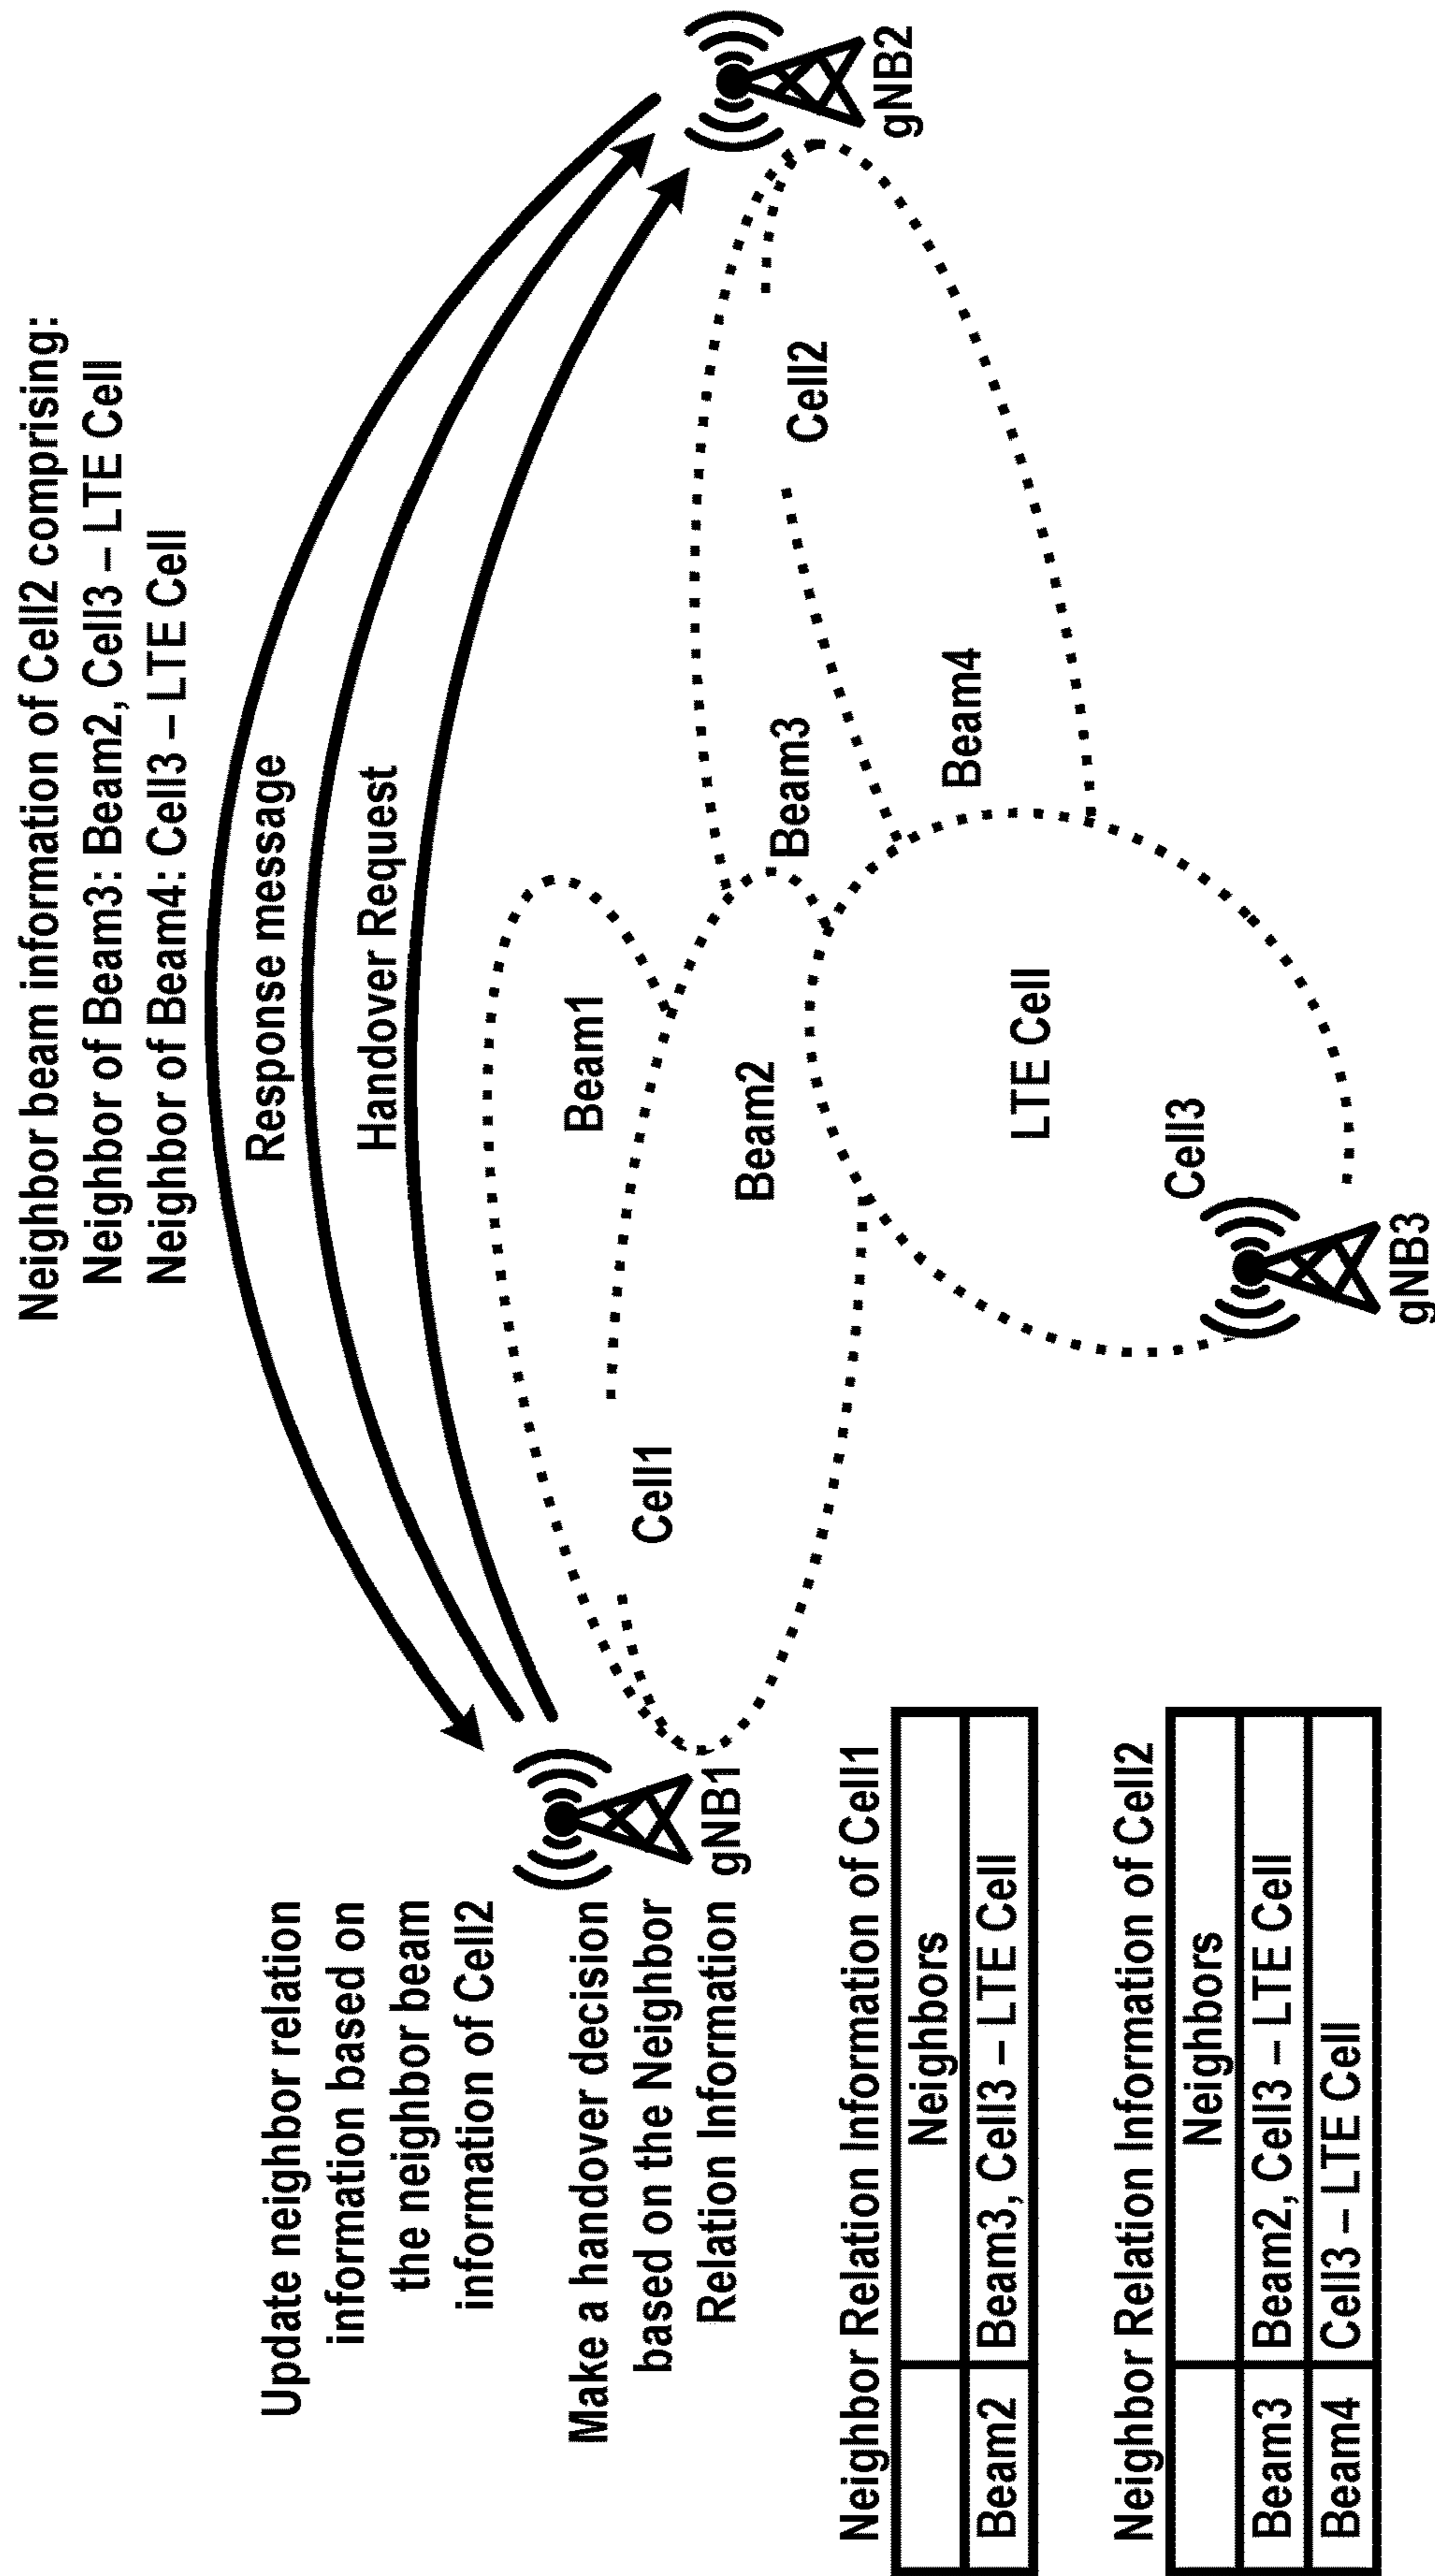 Neighbor beam information of Cell2 comprising:
Neighbor of Beam3: Beam2, Cell3 – LTE Cell
Neighbor of Beam4: Cell3 – LTE Cell
Response message
Handover Request
Update neighbor relation
information based on
the neighbor beam
information of Cell2
Make a handover decision
based on the Neighbor
Relation Information
gNB1
gNB2
Cell1
Beam1
Beam2
Cell2
Beam3
Beam4
LTE Cell
Cell3
gNB3
Neighbor Relation Information of Cell1
Neighbors
Beam2 Beam3, Cell3 – LTE Cell
Neighbor Relation Information of Cell2
Neighbors
Beam3 Beam2, Cell3 – LTE Cell
Beam4 Cell3 – LTE Cell